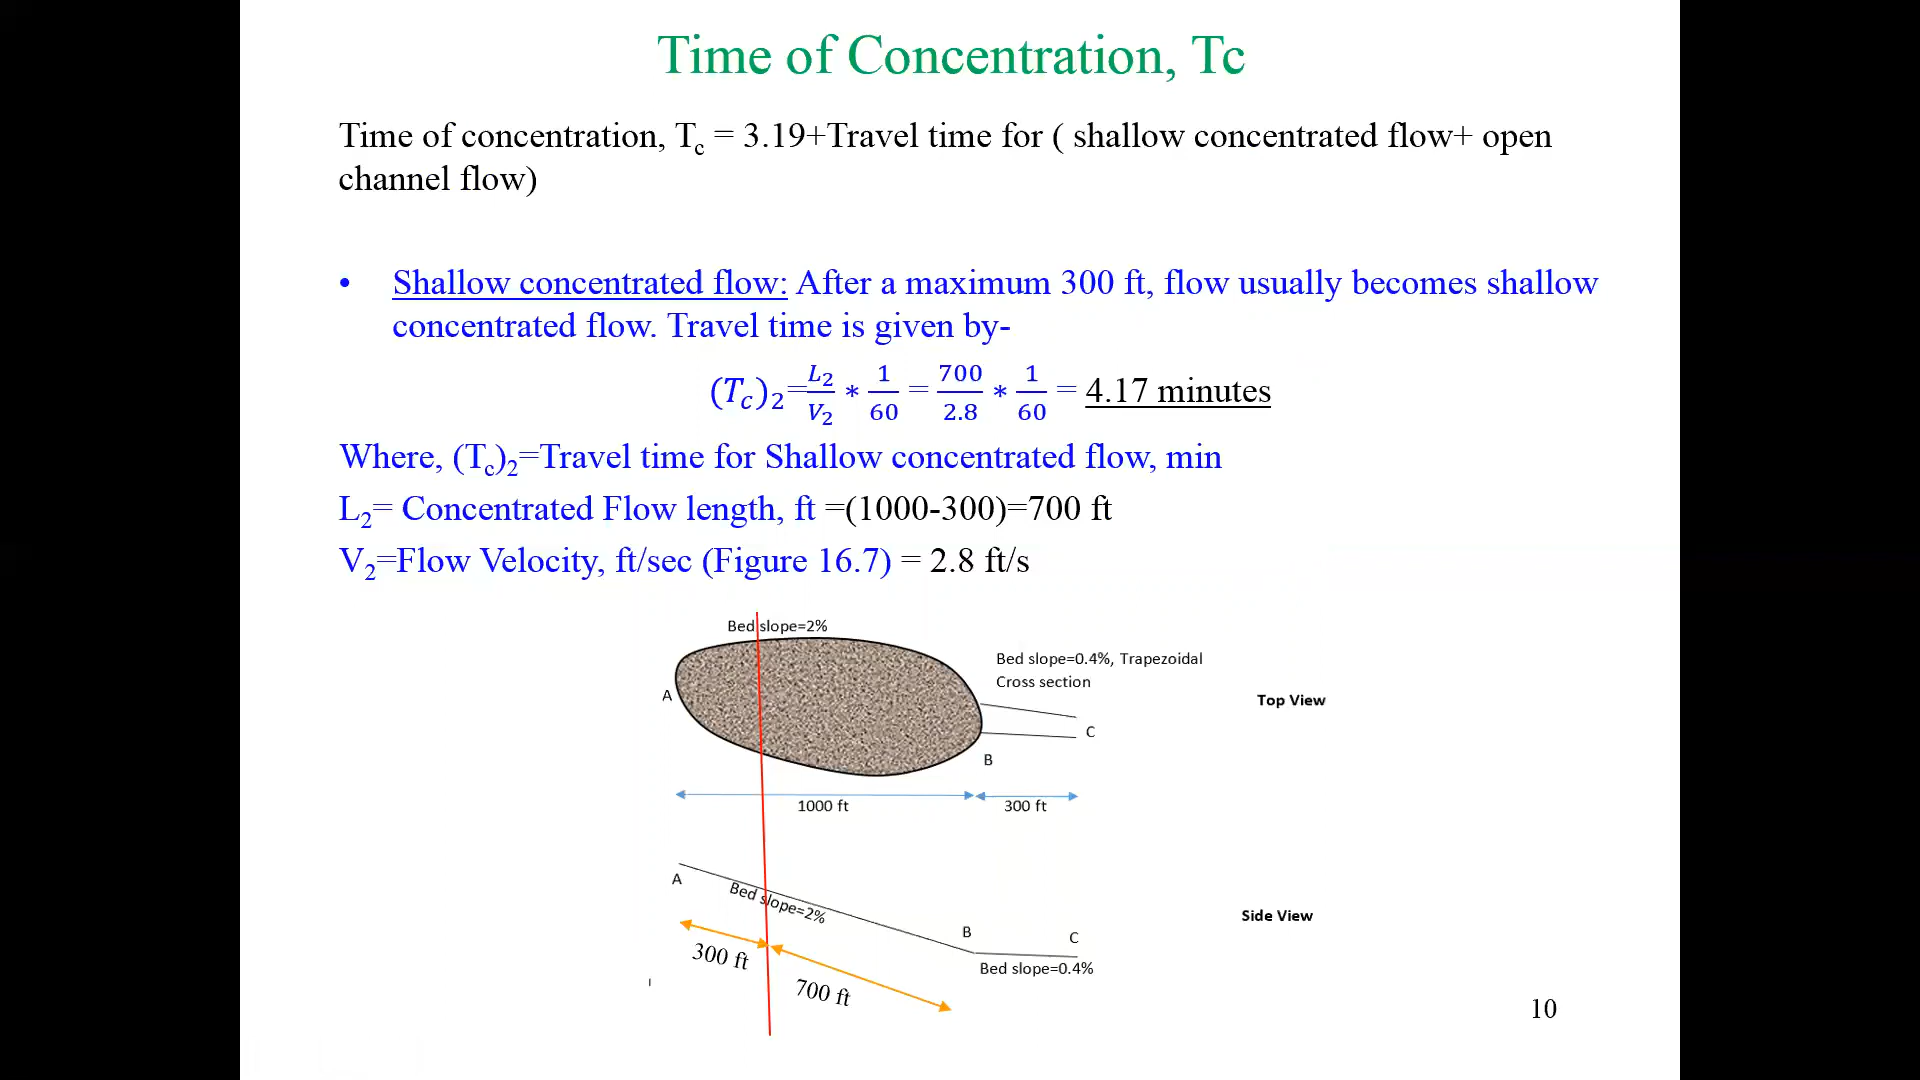 Time of Concentration, Tc
Time of concentration, Tc = 3.19+Travel time for ( shallow concentrated flow+ open
channel flow)
• Shallow concentrated flow: After a maximum 300 ft, flow usually becomes shallow
concentrated flow. Travel time is given by-
(Tc)2=L2/V2 * 1/60 = 700/2.8 * 1/60 = 4.17 minutes
Where, (Tc)2=Travel time for Shallow concentrated flow, min
L2= Concentrated Flow length, ft =(1000-300)=700 ft
V2=Flow Velocity, ft/sec (Figure 16.7) = 2.8 ft/s
Bed slope=2%
Bed slope=0.4%, Trapezoidal
Cross section
A
Top View
C
B
1000 ft
300 ft
A
Bed slope=2%
Side View
B
C
300 ft
Bed slope=0.4%
700 ft
10